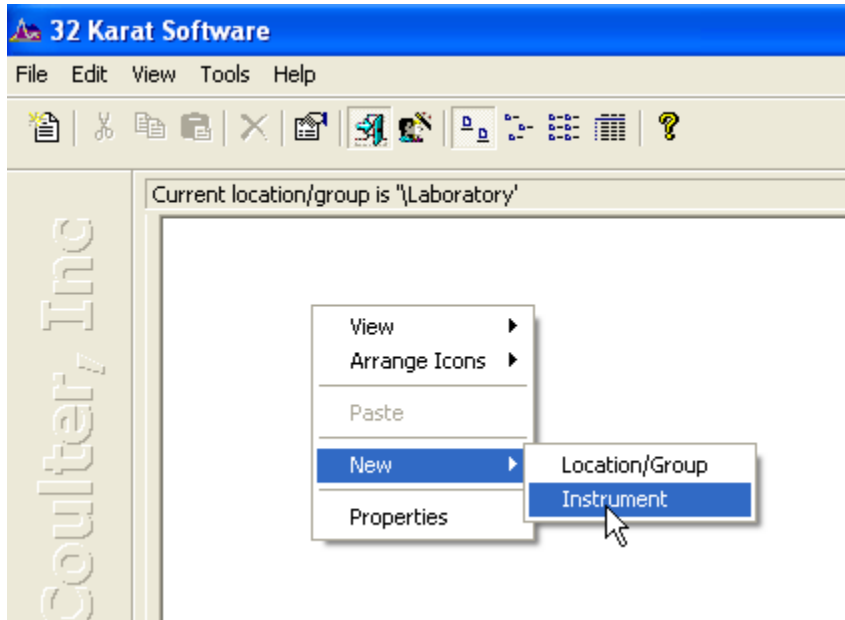 32 Karat Software
File Edit View Tools Help
Current location/group is "\Laboratory'
Coulter, Inc
View
Arrange Icons
Paste
New
Location/Group
Instrument
Properties